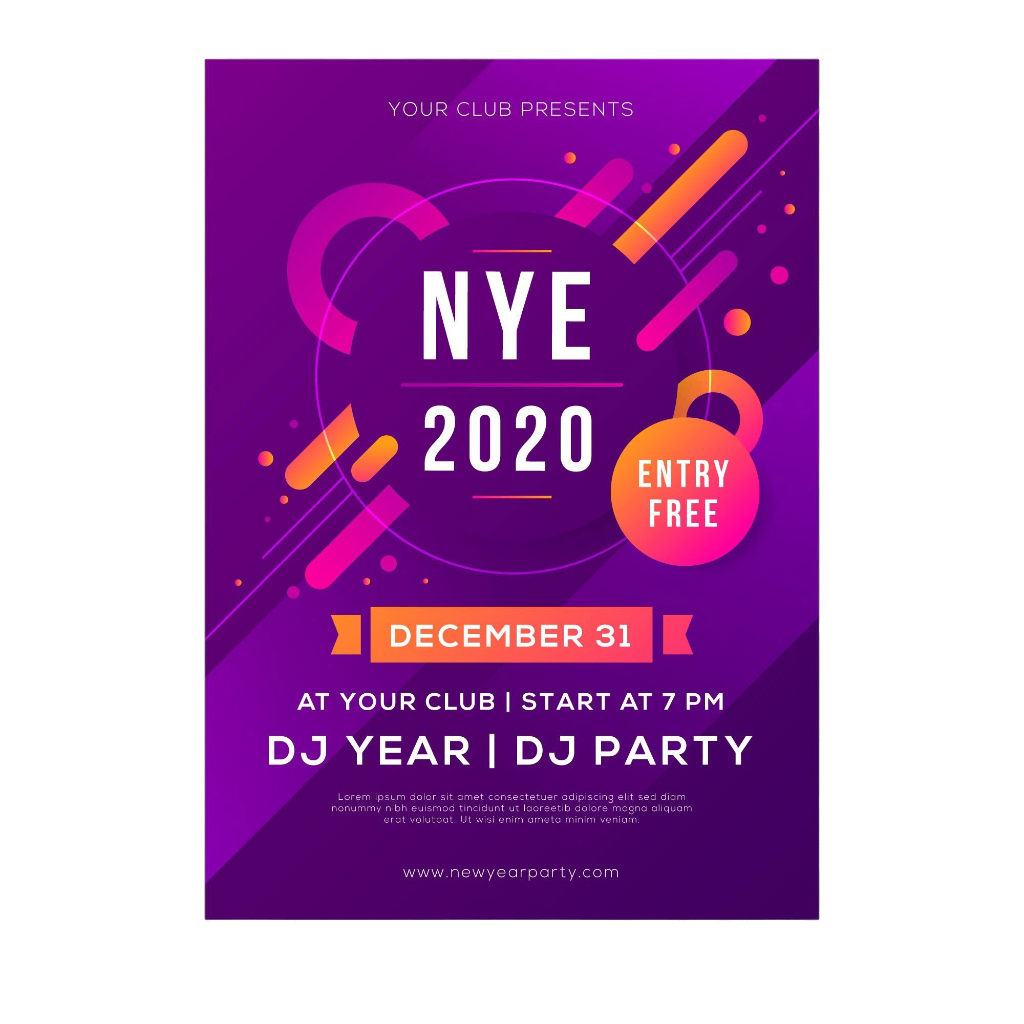 YOUR CLUB PRESENTS
NYE
2020
ENTRY
FREE
DECEMBER 31
AT YOUR CLUB | START AT 7 PM
DJ YEAR | DJ PARTY
Lorem ipsum dolor sit amet consectetuer adipiscing elit sed diam
nonummy nibh euismod tincidunt ut laoreetib dolore magna aliquam
erat volutpat. Ut wisi enim ameta minim veniam.
www.newyearparty.com